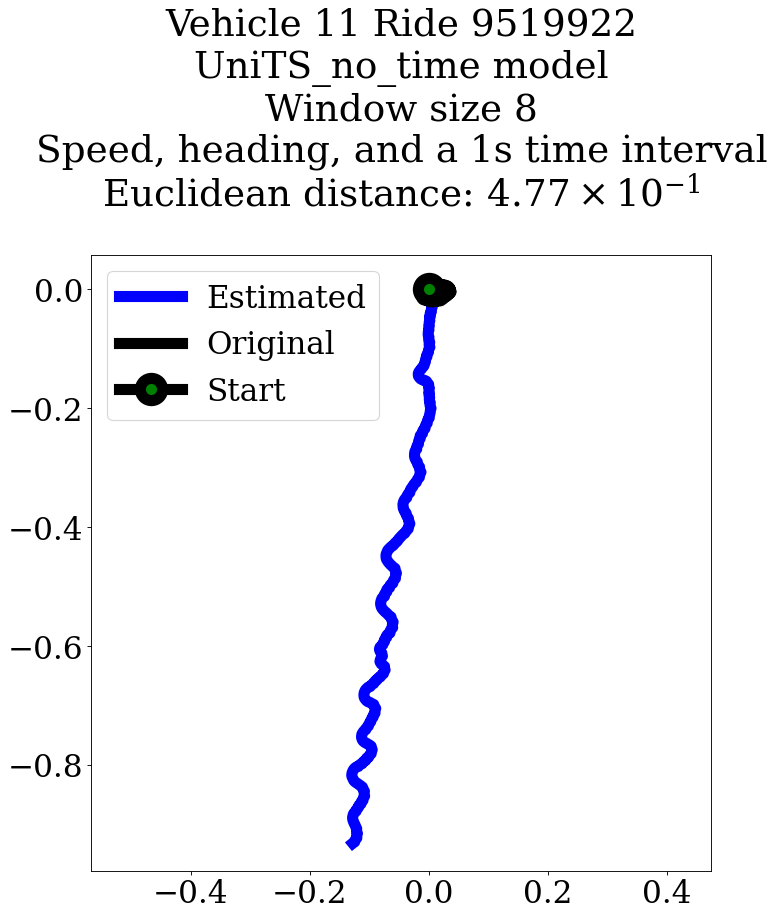 Vehicle 11 Ride 9519922
UniTS_no_time model
Window size 8
Speed, heading, and a 1s time interval
Euclidean distance: 4.77 × 10⁻¹
Estimated
Original
Start
0.0
−0.2
−0.4
−0.6
−0.8
−0.4 −0.2 0.0 0.2 0.4